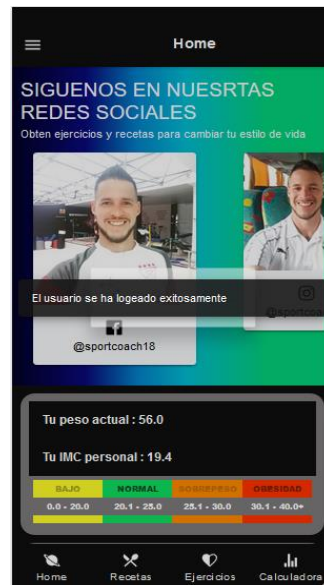 Home
SIGUENOS EN NUESRTAS
REDES SOCIALES
Obten ejercicios y recetas para cambiar tu estilo de vida
El usuario se ha logeado exitosamente
@sportcoach18
Tu peso actual : 56.0
Tu IMC personal : 19.4
BAJO NORMAL SOBREPESO OBESIDAD
0.0 - 20.0 20.1 - 25.0 25.1 - 30.0 30.1 - 40.0+
Home Recetas Ejercicios Calculadora